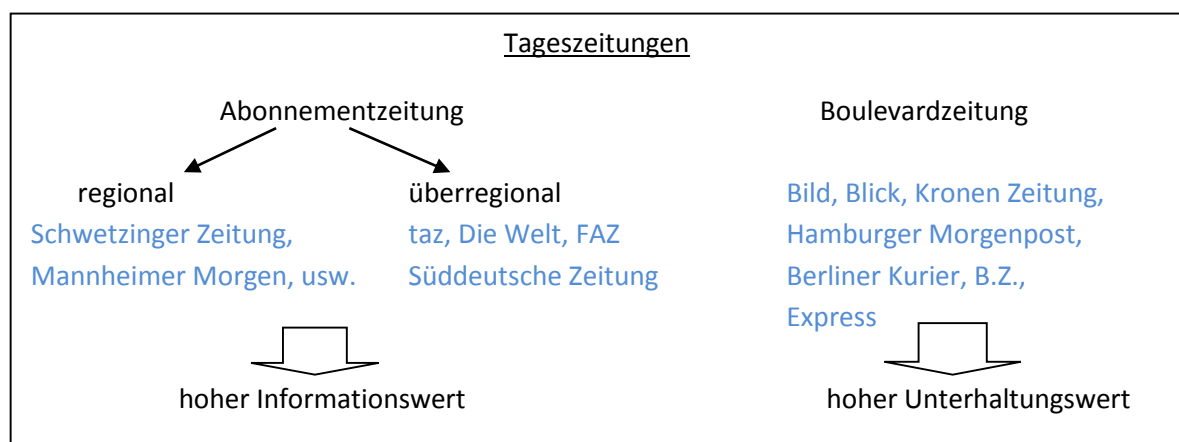 Tageszeitungen
Abonnementzeitung
Boulevardzeitung
regional
überregional
Schwetzinger Zeitung,
Mannheimer Morgen, usw.
taz, Die Welt, FAZ
Süddeutsche Zeitung
Bild, Blick, Kronen Zeitung,
Hamburger Morgenpost,
Berliner Kurier, B.Z.,
Express
hoher Informationswert
hoher Unterhaltungswert